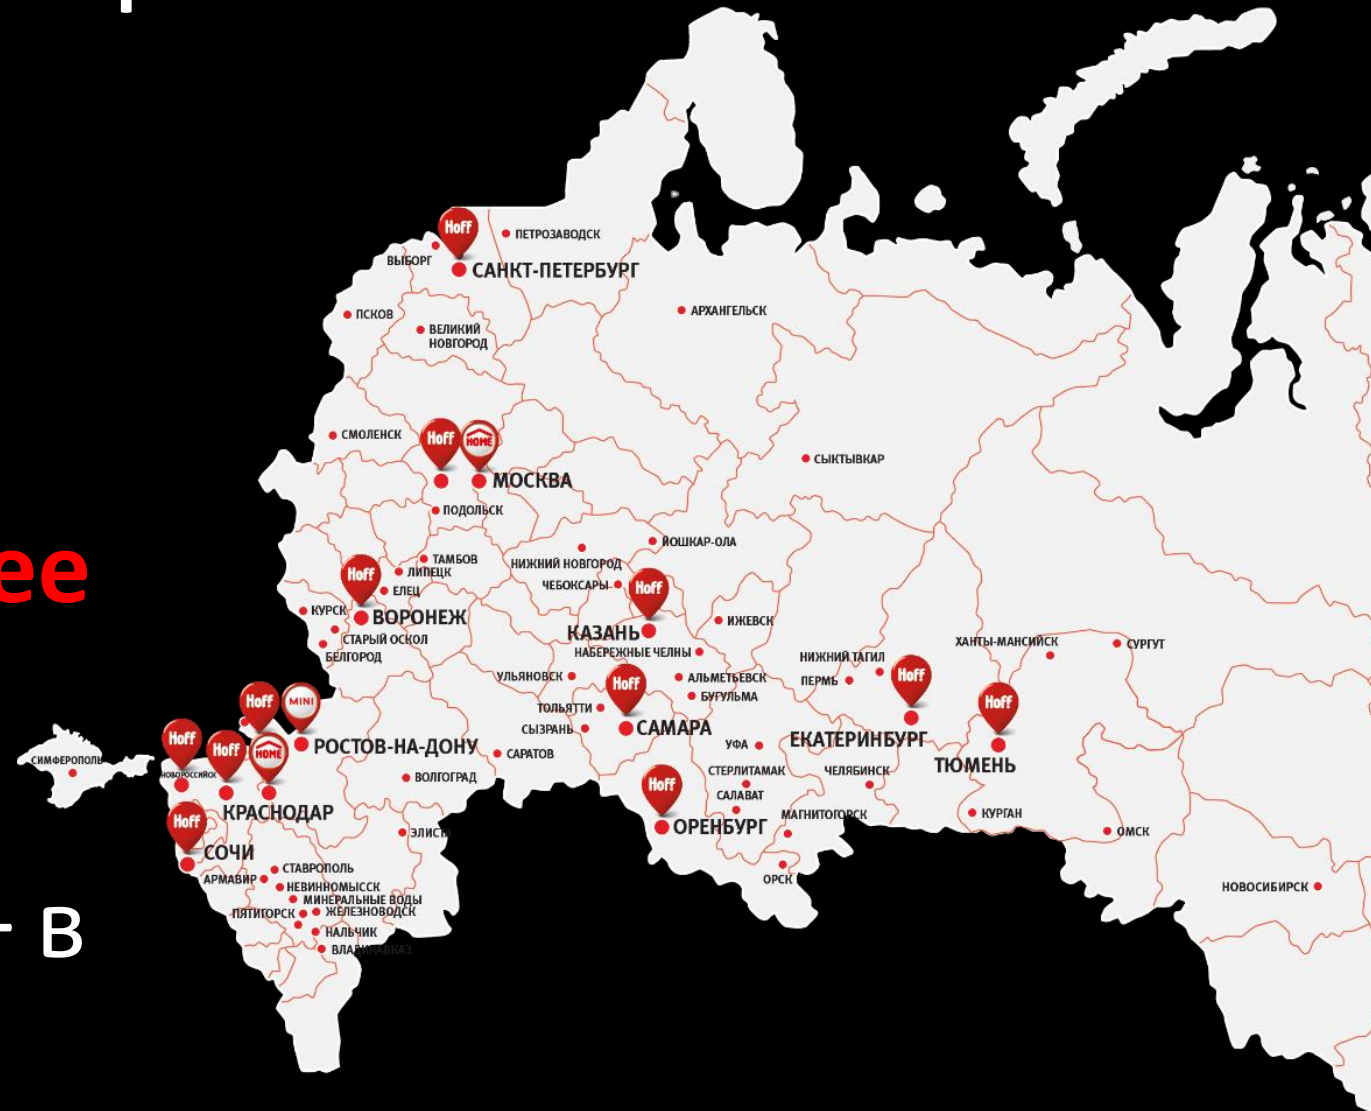 Hoff
ПЕТРОЗАВОДСК
ВЫБОРГ
САНКТ-ПЕТЕРБУРГ
ПСКОВ
ВЕЛИКИЙ
НОВГОРОД
АРХАНГЕЛЬСК
СМОЛЕНСК
Hoff
HOME
СЫКТЫВКАР
МОСКВА
ПОДОЛЬСК
ЙОШКАР-ОЛА
НИЖНИЙ НОВГОРОД
ТАМБОВ
ЛИПЕЦК
Hoff
ее
ЧЕБОКСАРЫ
Hoff
ЕЛЕЦ
КУРСК
ВОРОНЕЖ
ИЖЕВСК
КАЗАНЬ
СТАРЫЙ ОСКОЛ
БЕЛГОРОД
НАБЕРЕЖНЫЕ ЧЕЛНЫ
ХАНТЫ-МАНСИЙСК
СУРГУТ
НИЖНИЙ ТАГИЛ
Hoff
ПЕРМЬ
УЛЬЯНОВСК
АЛЬМЕТЬЕВСК
Hoff
БУГУЛЬМА
Hoff
MINI
Hoff
ТОЛЬЯТТИ
СЫЗРАНЬ
САМАРА
Hoff
Hoff
HOME
РОСТОВ-НА-ДОНУ
САРАТОВ
УФА
ЕКАТЕРИНБУРГ
СИМФЕРОПОЛЬ
НОВОРОССИЙСК
ВОЛГОГРАД
ТЮМЕНЬ
СТЕРЛИТАМАК
ЧЕЛЯБИНСК
Hoff
САЛАВАТ
КРАСНОДАР
МАГНИТОГОРСК
КУРГАН
Hoff
ОРЕНБУРГ
ЭЛИСТА
ОМСК
СОЧИ
СТАВРОПОЛЬ
АРМАВИР
ОРСК
НЕВИННОМЫССК
НОВОСИБИРСК
МИНЕРАЛЬНЫЕ ВОДЫ
ПЯТИГОРСК
ЖЕЛЕЗНОВОДСК
- В
НАЛЬЧИК
ВЛАДИКАВКАЗ